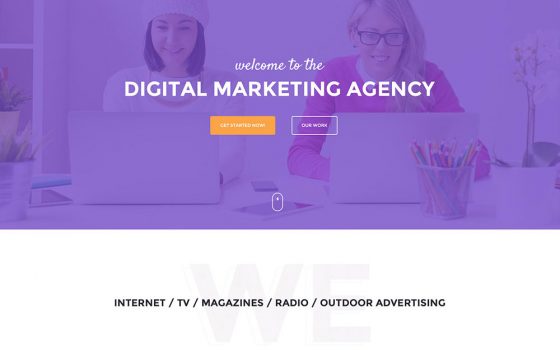 welcome to the
DIGITAL MARKETING AGENCY
GET STARTED NOW!
OUR WORK
WE
INTERNET / TV / MAGAZINES / RADIO / OUTDOOR ADVERTISING